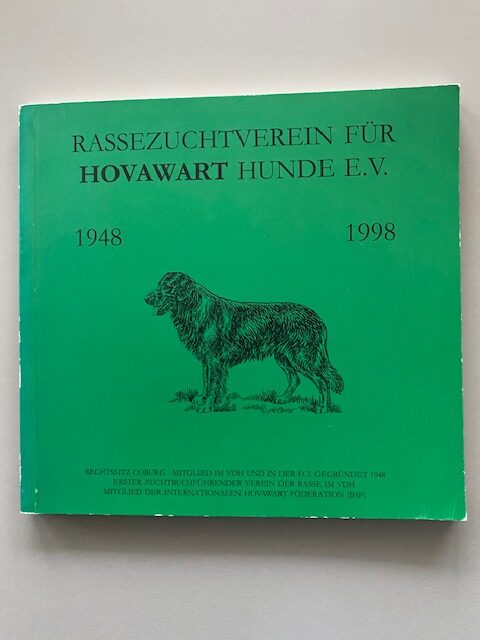 RASSEZUCHTVEREIN FÜR
HOVAWART HUNDE E.V.
1948 1998
RECHTSSITZ COBURG MITGLIED IM VDH UND IN DER FCI. GEGRÜNDET 1948
ERSTER ZUCHTBUCHFÜHRENDER VEREIN DER RASSE IM VDH
MITGLIED DER INTERNATIONALEN HOVAWART-FÖDERATION (IHF)